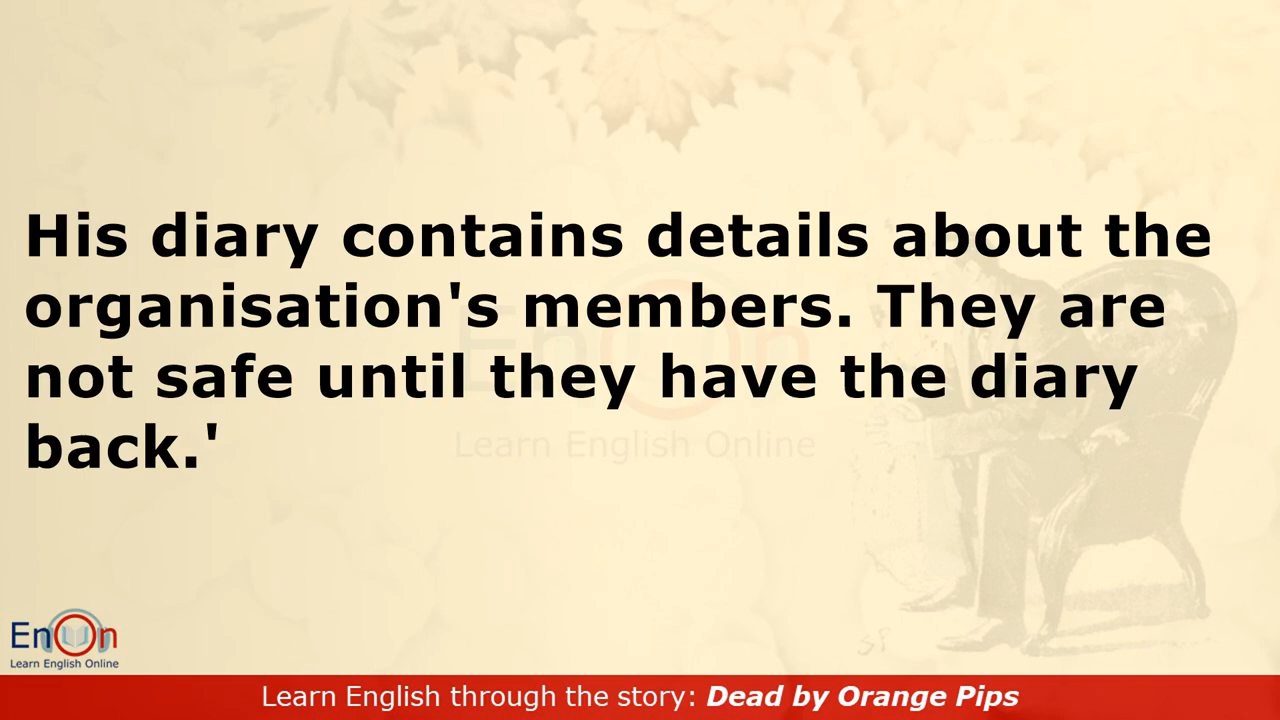 His diary contains details about the
organisation's members. They are
not safe until they have the diary
back.'
EnOn
Learn English Online
EnOn
Learn English Online
Learn English through the story: Dead by Orange Pips